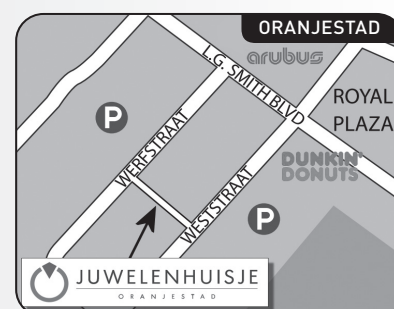 ORANJESTAD
arubus
L.G. SMITH BLVD
ROYAL
PLAZA
P
WERFSTRAAT
DUNKIN'
DONUTS
WESTSTRAAT
P
JUWELENHUISJE
ORANJESTAD